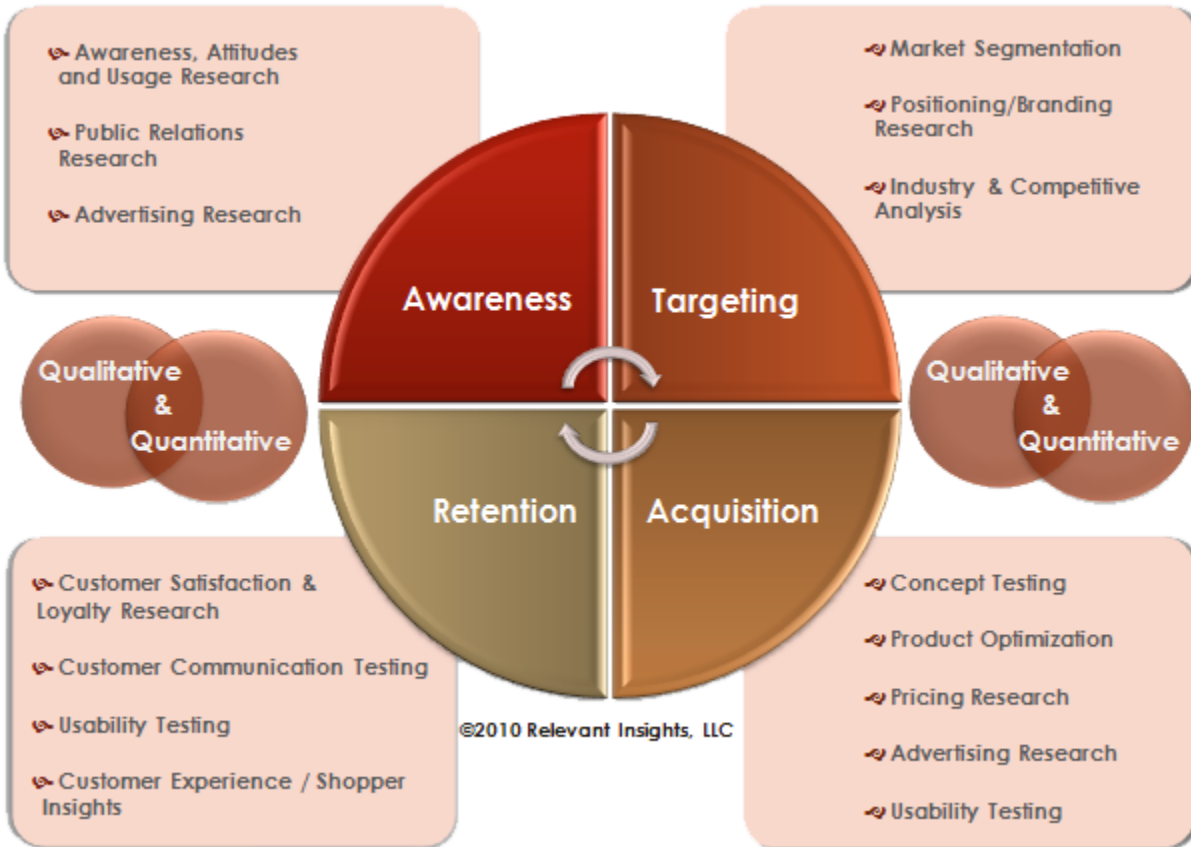 Awareness, Attitudes
and Usage Research
Public Relations
Research
Advertising Research
Market Segmentation
Positioning/Branding
Research
Industry & Competitive
Analysis
Awareness
Targeting
Qualitative
&
Quantitative
Qualitative
&
Quantitative
Retention
Acquisition
Customer Satisfaction &
Loyalty Research
Customer Communication Testing
Usability Testing
Customer Experience / Shopper
Insights
©2010 Relevant Insights, LLC
Concept Testing
Product Optimization
Pricing Research
Advertising Research
Usability Testing